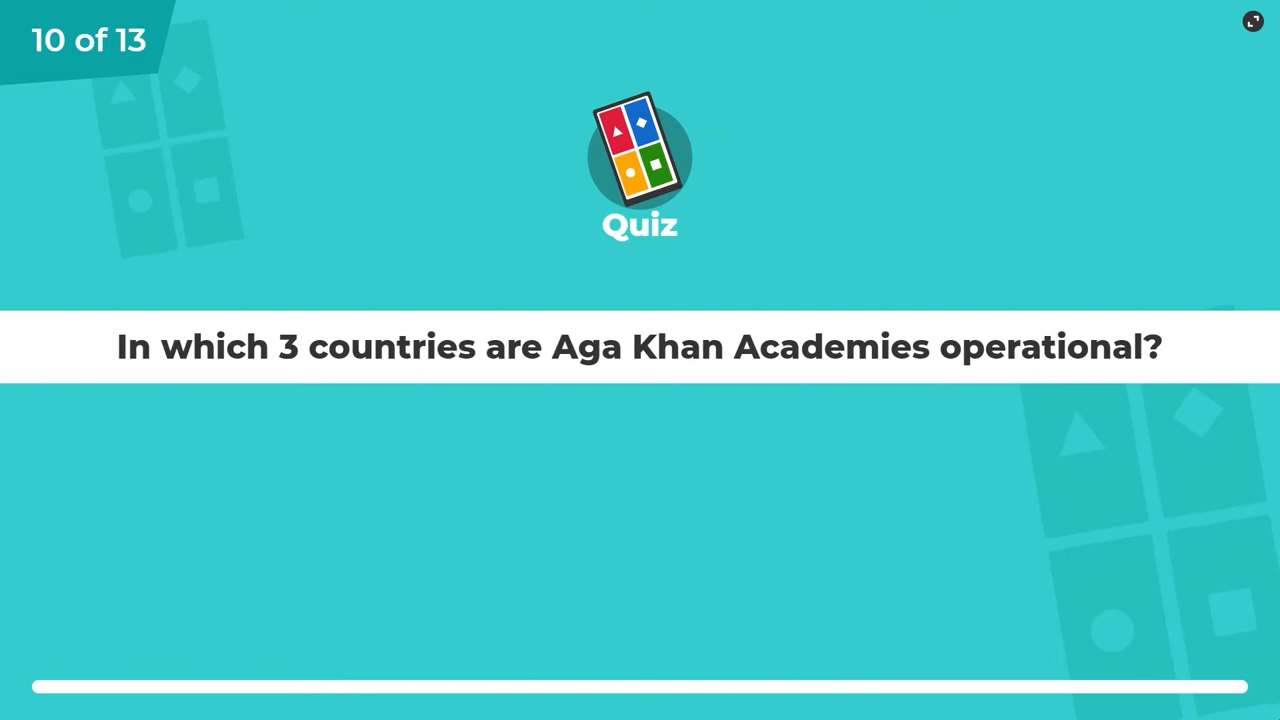 10 of 13
Quiz
In which 3 countries are Aga Khan Academies operational?